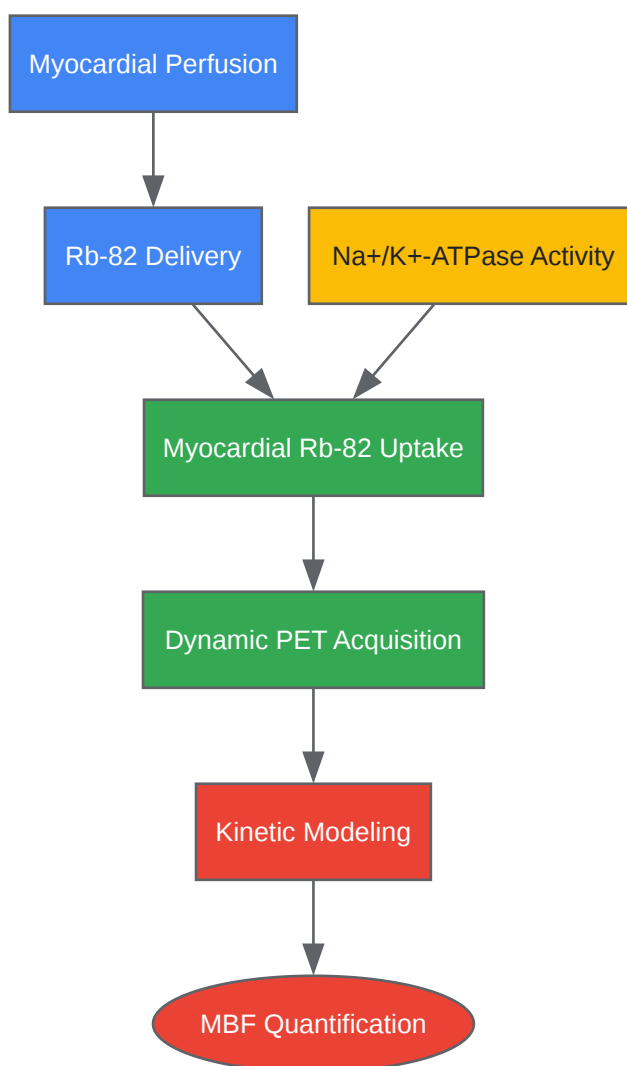 Myocardial Perfusion
Rb-82 Delivery
Na+/K+-ATPase Activity
Myocardial Rb-82 Uptake
Dynamic PET Acquisition
Kinetic Modeling
MBF Quantification